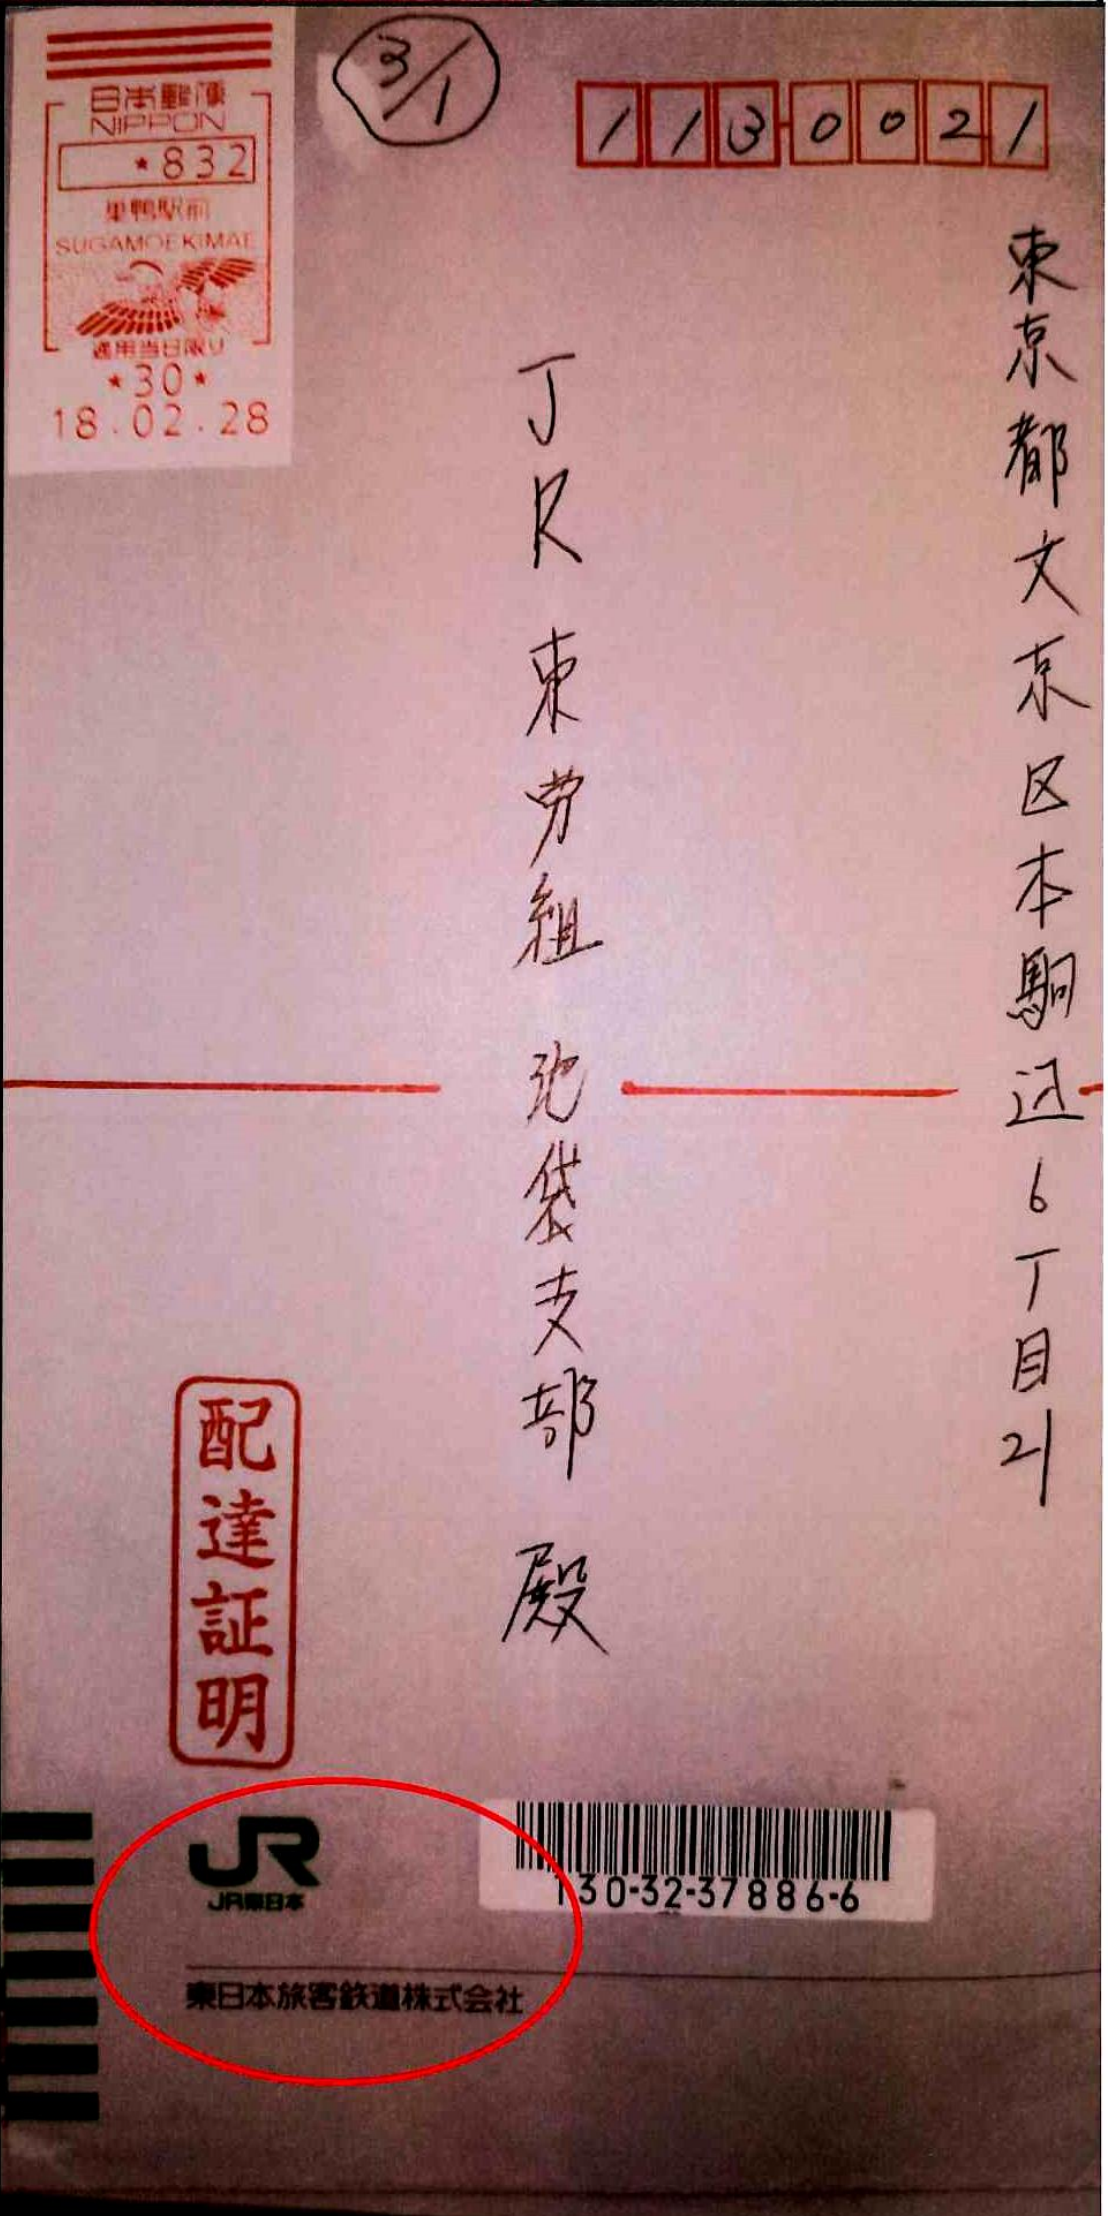 日本郵便
NIPPON
*832
巣鴨駅前
SUGAMOEKIMAE
適用当日限り
*30*
18.02.28
3/1
113-0021
東京都文京区本駒込6丁目21
JR東労組 池袋支部 殿
配達証明
JR
JR東日本
130-32-37886-6
東日本旅客鉄道株式会社